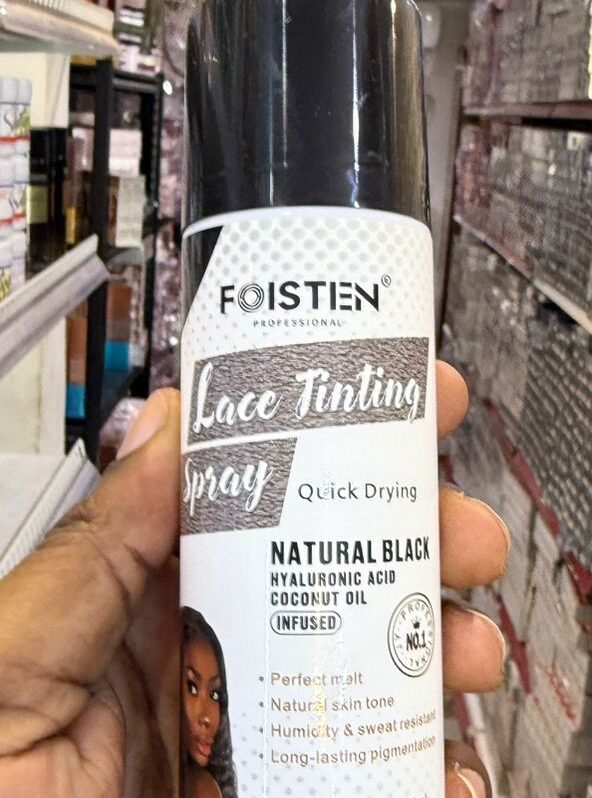 FOISTEN®
PROFESSIONAL
Lace Tinting
Spray
Quick Drying
NATURAL BLACK
HYALURONIC ACID
COCONUT OIL
INFUSED
NO.1
• Perfect melt
• Natural skin tone
• Humidity & sweat resistant
• Long-lasting pigmentation